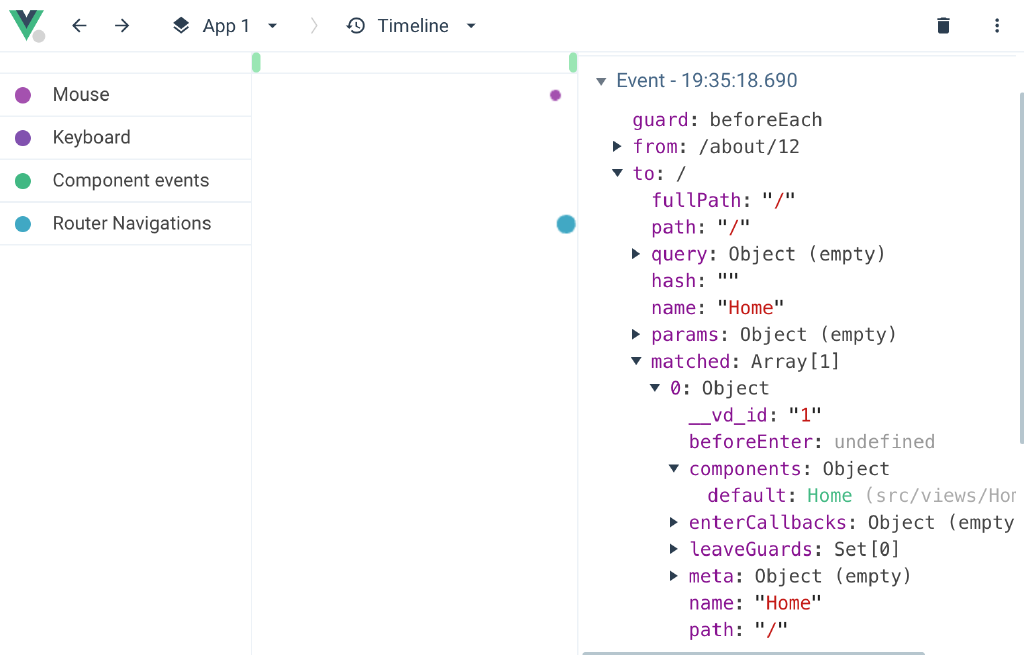 App 1 Timeline
Mouse
Keyboard
Component events
Router Navigations
Event - 19:35:18.690
guard: beforeEach
from: /about/12
to: /
fullPath: "/"
path: "/"
query: Object (empty)
hash: ""
name: "Home"
params: Object (empty)
matched: Array[1]
0: Object
__vd_id: "1"
beforeEnter: undefined
components: Object
default: Home (src/views/Hom
enterCallbacks: Object (empty
leaveGuards: Set[0]
meta: Object (empty)
name: "Home"
path: "/"